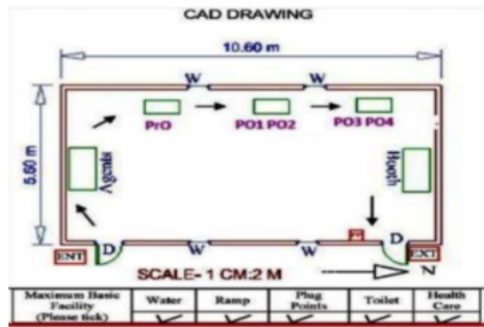 CAD DRAWING
10.60 m
W W
PrO PO1 PO2 PO3 PO4
5.60 m
Agents
Booth
ENT D W W D EXT
SCALE- 1 CM:2 M
N
Maximum Basic Facility (Please tick) Water Ramp Plug Points Toilet Health Care